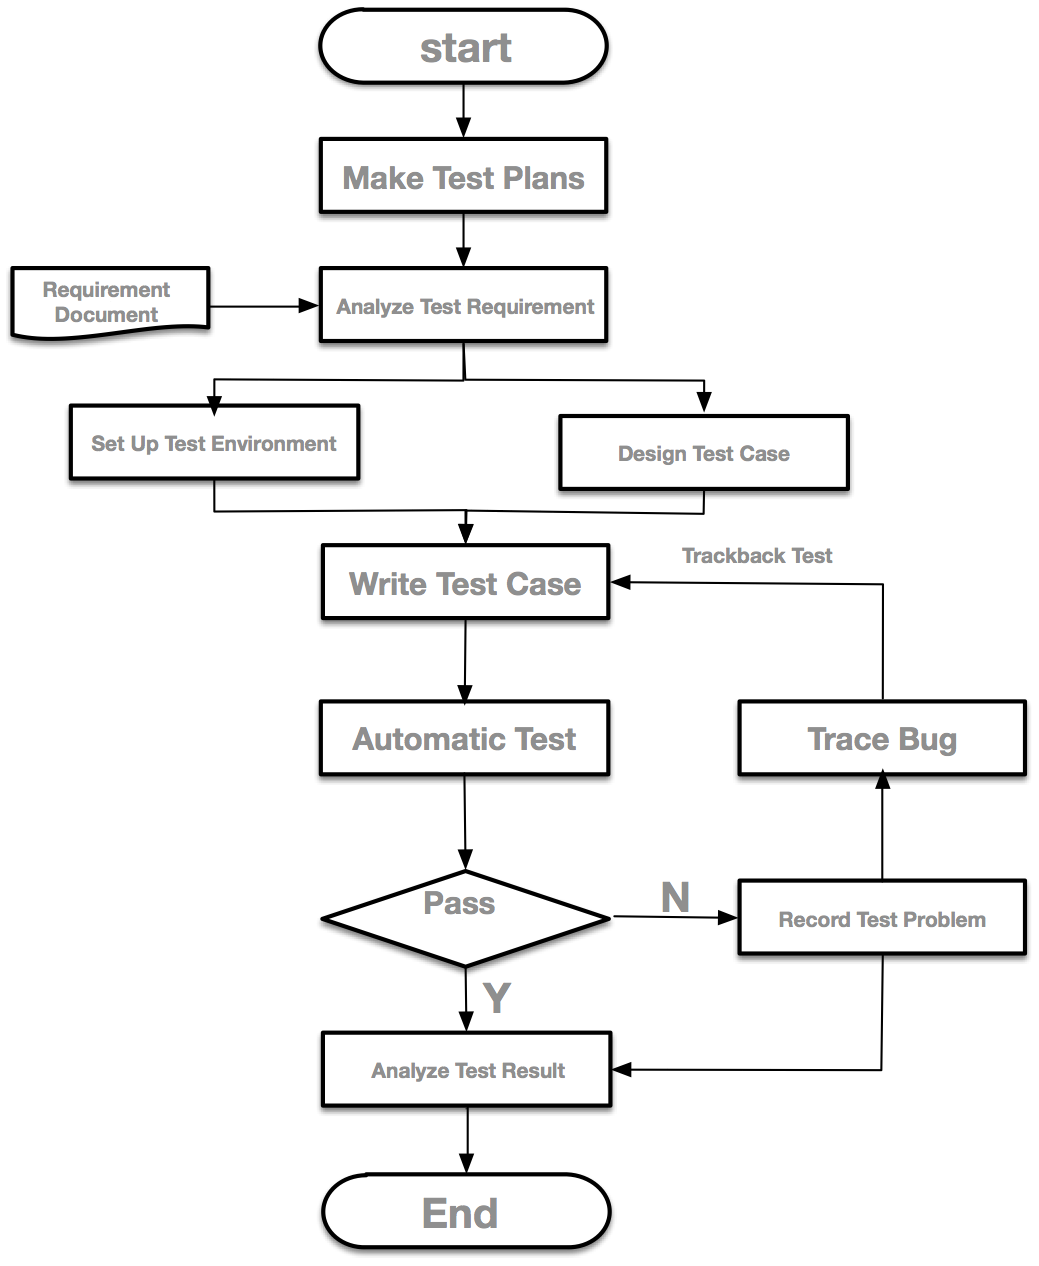 start
Make Test Plans
Requirement
Document
Analyze Test Requirement
Set Up Test Environment
Design Test Case
Trackback Test
Write Test Case
Automatic Test
Trace Bug
Pass
N
Record Test Problem
Y
Analyze Test Result
End